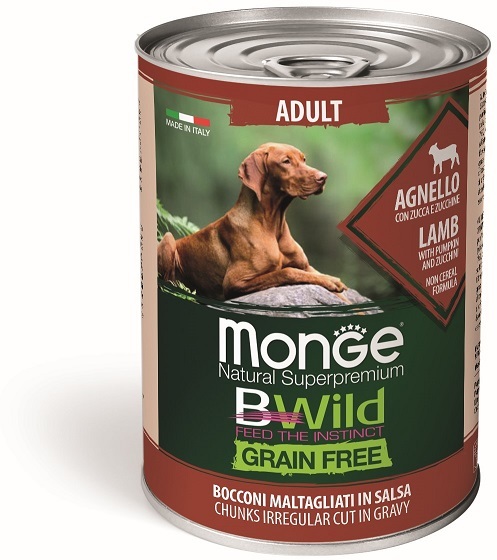 ADULT
MADE IN ITALY
AGNELLO
CON ZUCCA E ZUCCHINE
LAMB
WITH PUMPKIN
AND ZUCCHINI
NON CEREAL
FORMULA
MONGE®
Natural Superpremium
BWild
FEED THE INSTINCT
GRAIN FREE
BOCCONI MALTAGLIATI IN SALSA
CHUNKS IRREGULAR CUT IN GRAVY